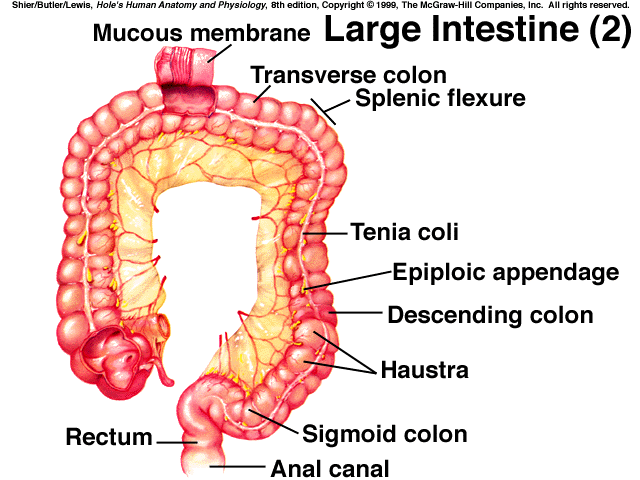 Shier/Butler/Lewis, Hole's Human Anatomy and Physiology, 8th edition, Copyright © 1999, The McGraw-Hill Companies, Inc. All rights reserved.
Large Intestine (2)
Mucous membrane
Transverse colon
Splenic flexure
Tenia coli
Epiploic appendage
Descending colon
Haustra
Sigmoid colon
Rectum
Anal canal